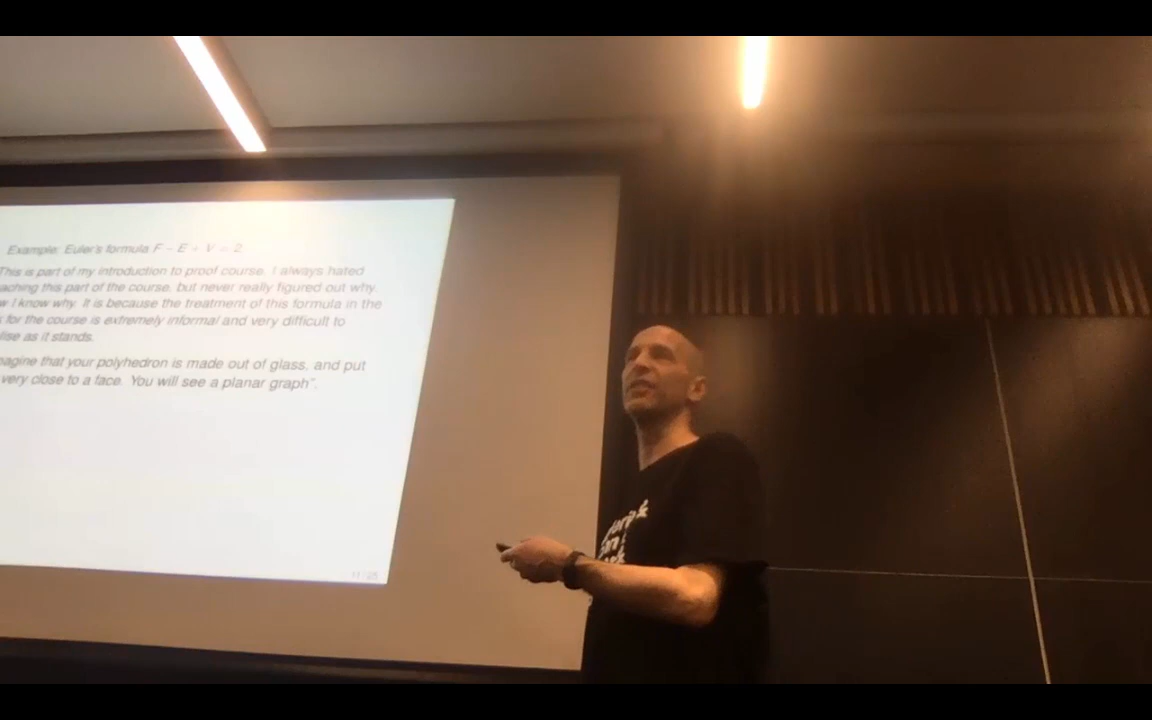 Example: Euler's formula F − E + V = 2.
This is part of my introduction to proof course. I always hated
aching this part of the course, but never really figured out why.
w I know why. It is because the treatment of this formula in the
for the course is extremely informal and very difficult to
lise as it stands.
agine that your polyhedron is made out of glass, and put
very close to a face. You will see a planar graph".
11 / 25